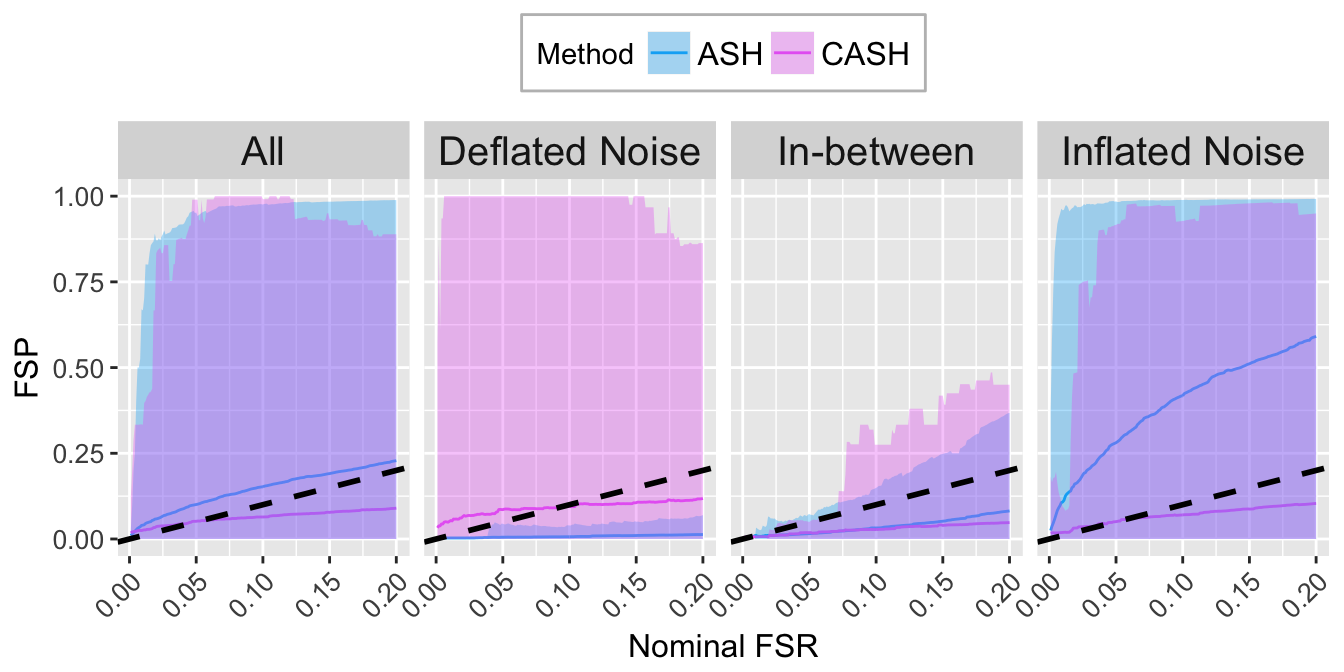 Method ASH CASH
All Deflated Noise In-between Inflated Noise
1.00
0.75
0.50
0.25
0.00
FSP
0.00 0.05 0.10 0.15 0.20 0.00 0.05 0.10 0.15 0.20 0.00 0.05 0.10 0.15 0.20 0.00 0.05 0.10 0.15 0.20
Nominal FSR